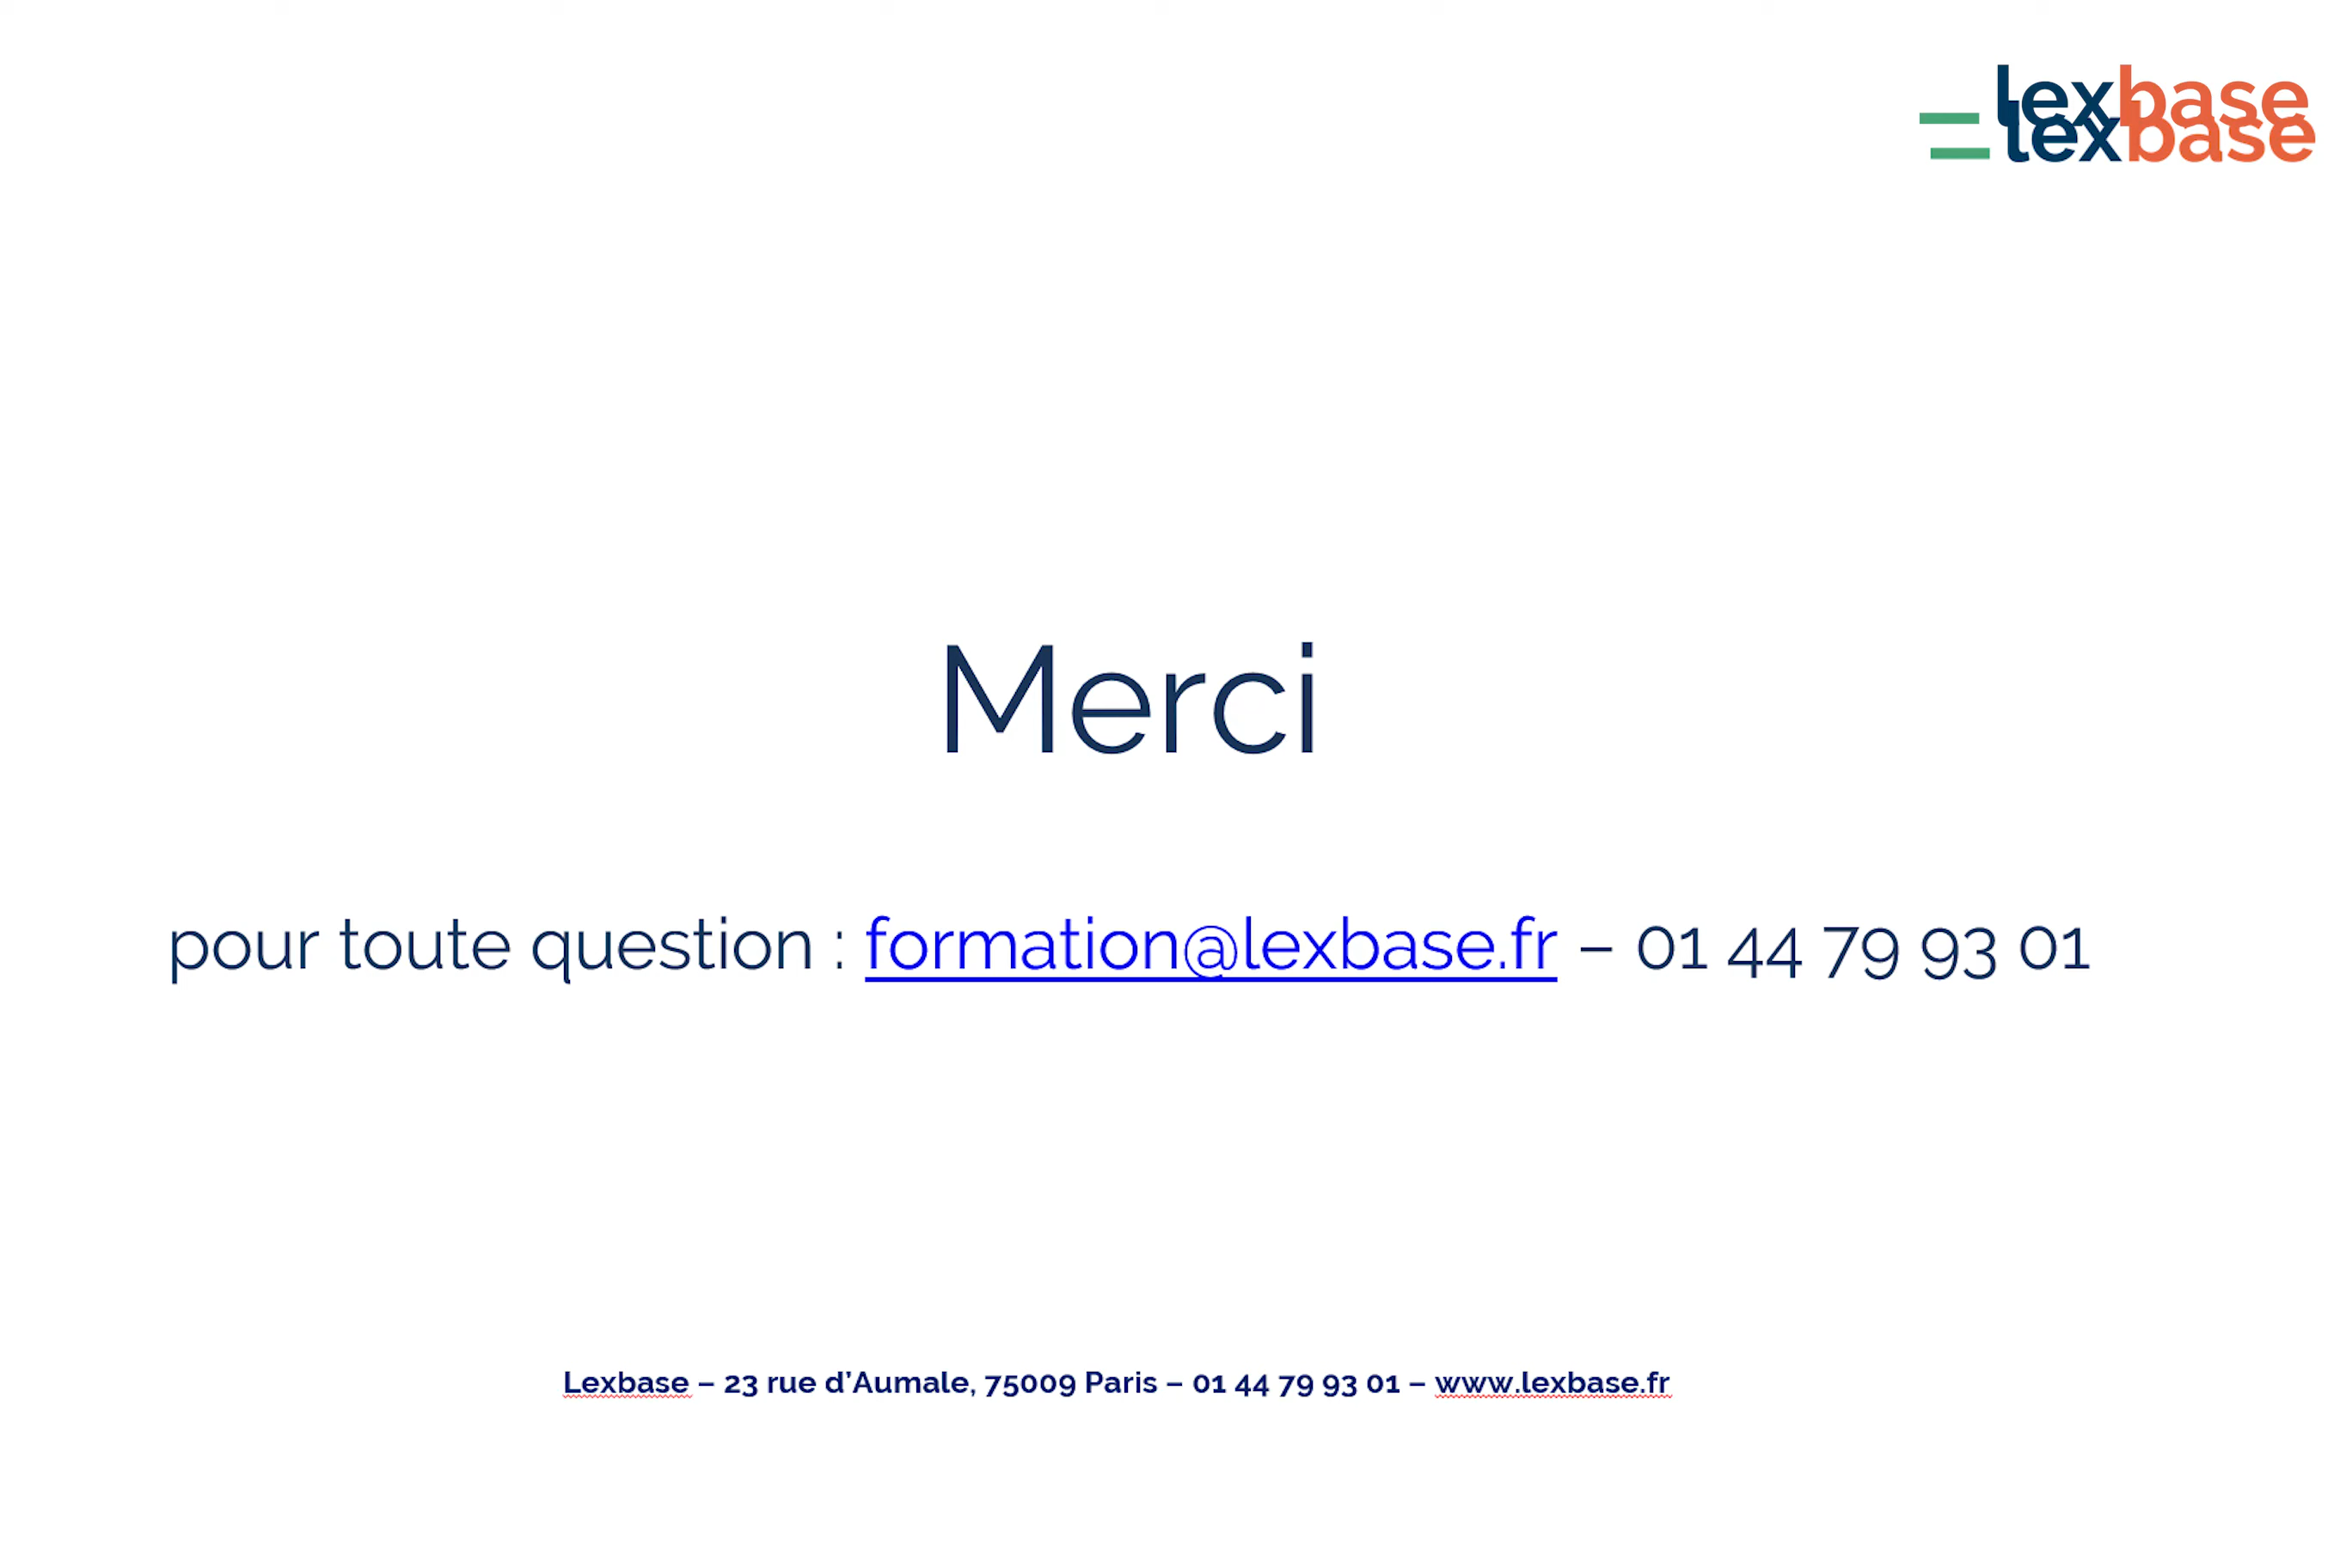 lexbase
lexbase
Merci
pour toute question : formation@lexbase.fr – 01 44 79 93 01
Lexbase – 23 rue d’Aumale, 75009 Paris – 01 44 79 93 01 – www.lexbase.fr